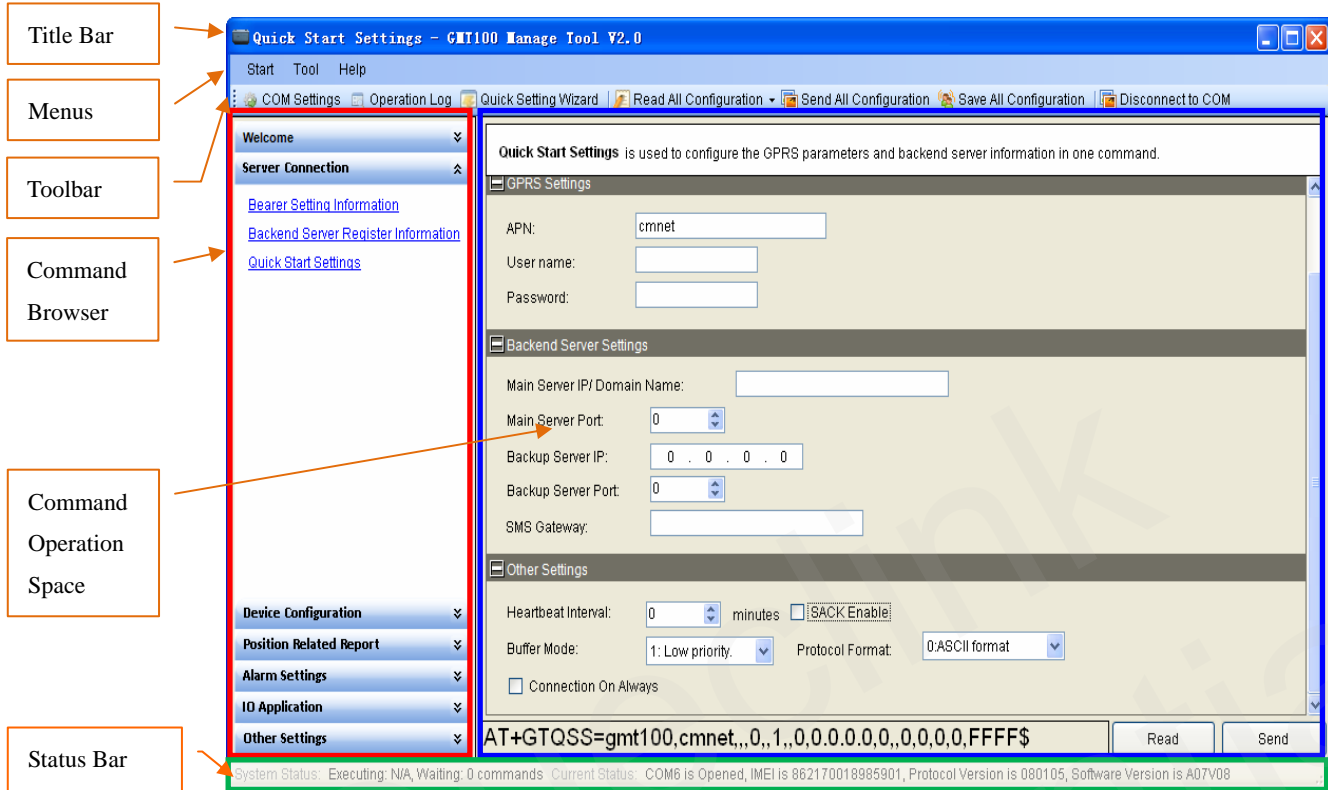 Title Bar
Menus
Toolbar
Command
Browser
Command
Operation
Space
Status Bar
Quick Start Settings - GMT100 Manage Tool V2.0
Start Tool Help
COM Settings Operation Log Quick Setting Wizard Read All Configuration Send All Configuration Save All Configuration Disconnect to COM
Welcome
Server Connection
Bearer Setting Information
Backend Server Register Information
Quick Start Settings
Device Configuration
Position Related Report
Alarm Settings
IO Application
Other Settings
Quick Start Settings is used to configure the GPRS parameters and backend server information in one command.
GPRS Settings
APN: cmnet
User name:
Password:
Backend Server Settings
Main Server IP/ Domain Name:
Main Server Port: 0
Backup Server IP: 0 . 0 . 0 . 0
Backup Server Port: 0
SMS Gateway:
Other Settings
Heartbeat Interval: 0 minutes SACK Enable
Buffer Mode: 1: Low priority. Protocol Format: 0:ASCII format
Connection On Always
AT+GTQSS=gmt100,cmnet,,,0,,1,,0,0.0.0.0,0,,0,0,0,FFFF$
Read Send
System Status: Executing: N/A, Waiting: 0 commands Current Status: COM6 is Opened, IMEI is 862170018985901, Protocol Version is 080105, Software Version is A07V08